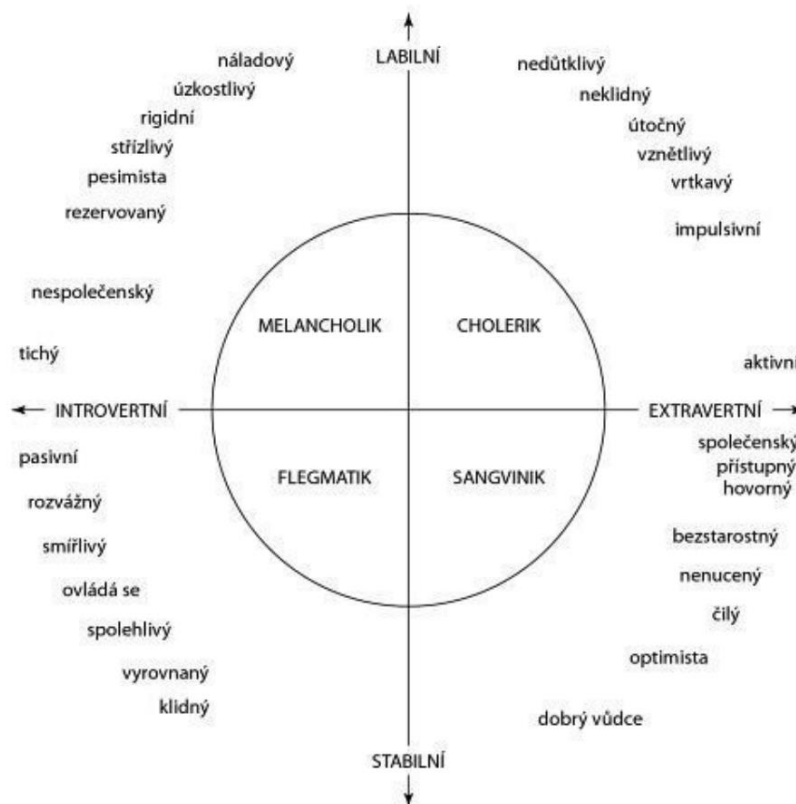 náladový
LABILNÍ
nedůtklivý
úzkostlivý
neklidný
rigidní
útočný
střízlivý
vznětlivý
pesimista
vrtkavý
rezervovaný
impulsivní
nespolečenský
MELANCHOLIK
CHOLERIK
tichý
aktivní
INTROVERTNÍ
EXTRAVERTNÍ
společenský
pasivní
přístupný
FLEGMATIK
SANGVINIK
hovorný
rozvážný
bezstarostný
smířlivý
nenucený
ovládá se
čilý
spolehlivý
optimista
vyrovnaný
klidný
dobrý vůdce
STABILNÍ